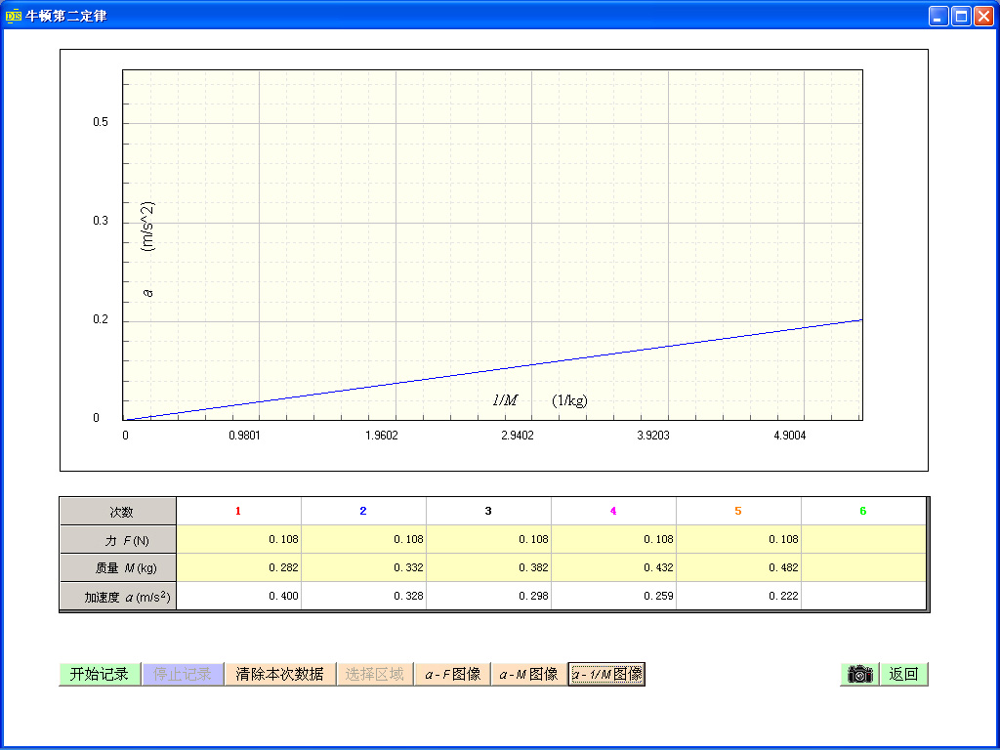 DIS 牛顿第二定律
0.5
0.3
0.2
0
a (m/s^2)
1/M (1/kg)
0 0.9801 1.9602 2.9402 3.9203 4.9004
次数 1 2 3 4 5 6
力 F(N) 0.108 0.108 0.108 0.108 0.108
质量 M(kg) 0.282 0.332 0.382 0.432 0.482
加速度 a(m/s²) 0.400 0.328 0.298 0.259 0.222
开始记录 停止记录 清除本次数据 选择区域 a-F图像 a-M图像 a-1/M图像 返回